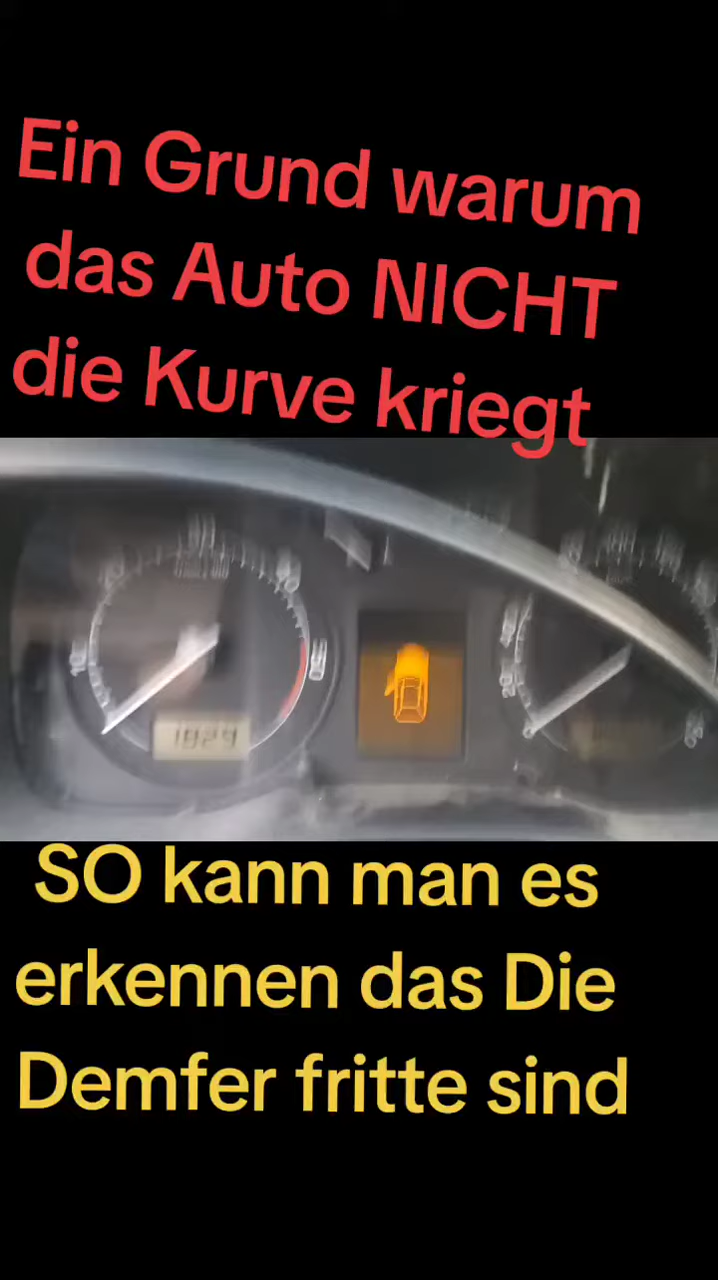 Ein Grund warum
das Auto NICHT
die Kurve kriegt
1829
SO kann man es
erkennen das Die
Demfer fritte sind